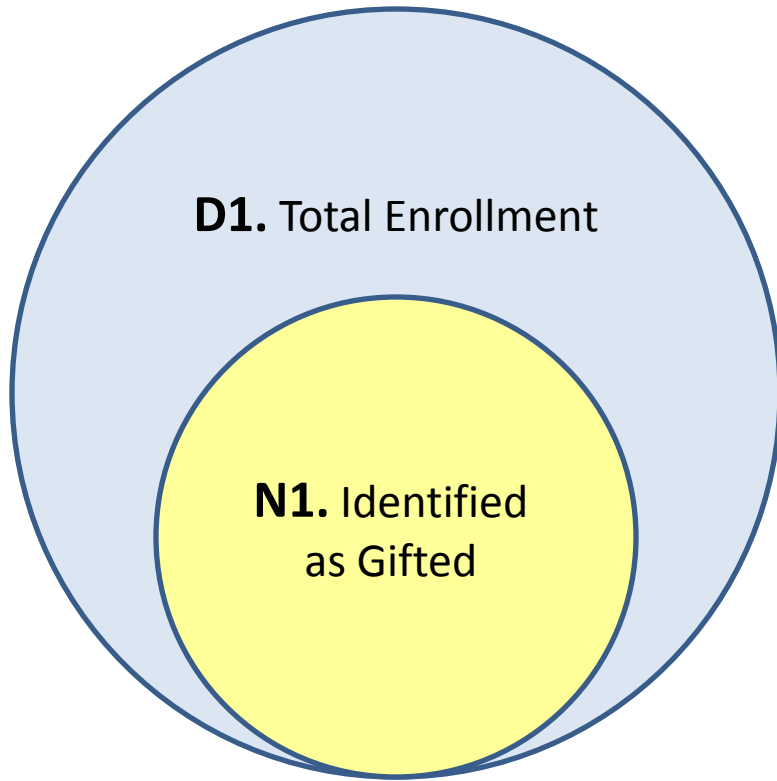 D1. Total Enrollment
N1. Identified
as Gifted